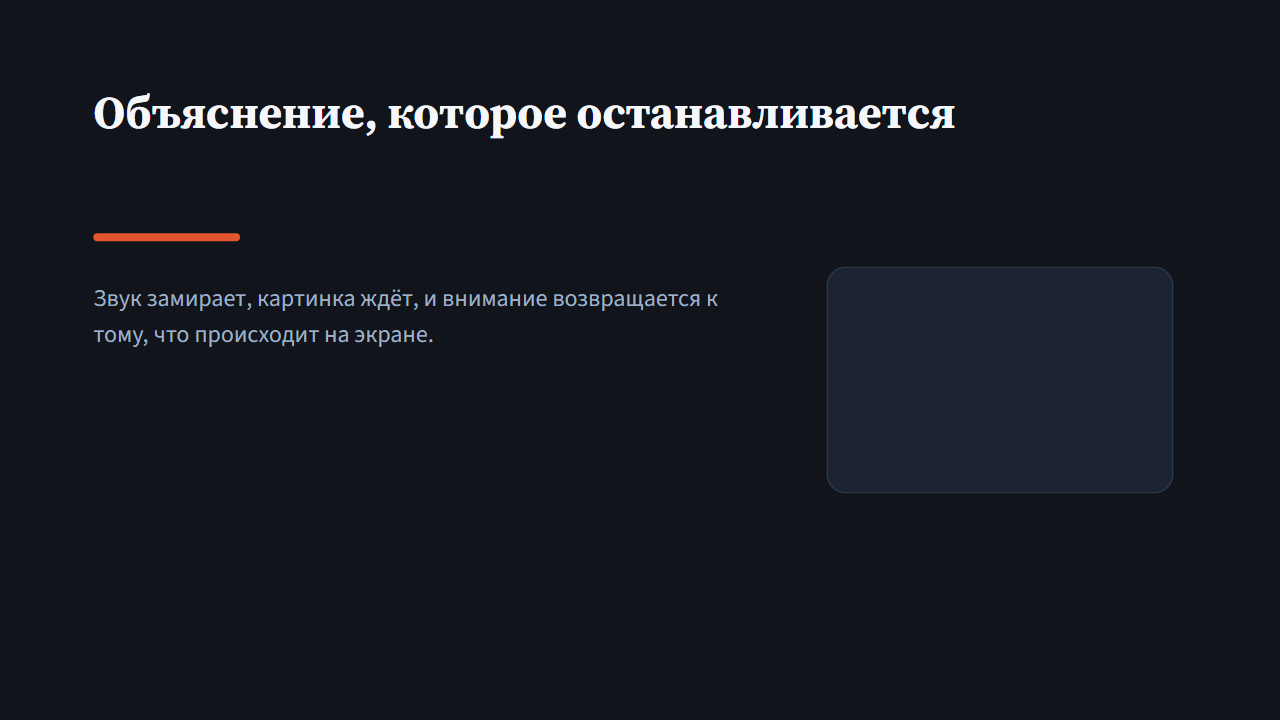 Объяснение, которое останавливается
Звук замирает, картинка ждёт, и внимание возвращается к
тому, что происходит на экране.